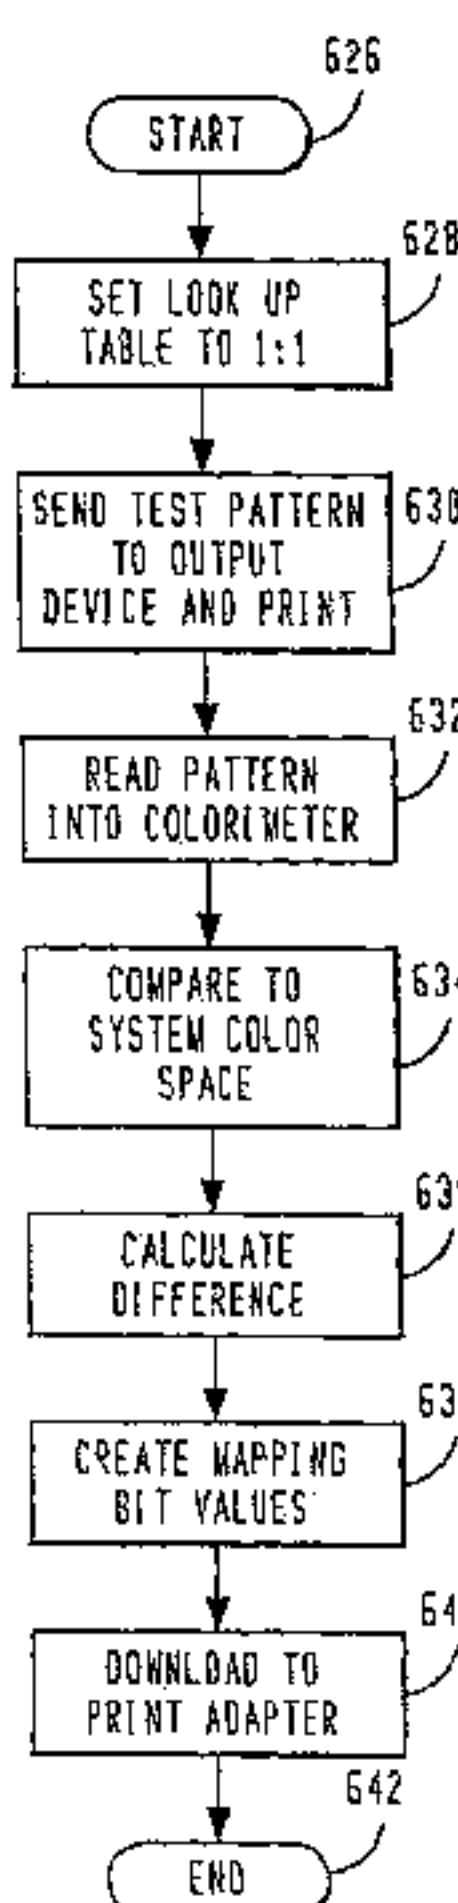 626
START
628
SET LOOK UP
TABLE TO 1:1
630
SEND TEST PATTERN
TO OUTPUT
DEVICE AND PRINT
632
READ PATTERN
INTO COLORIMETER
634
COMPARE TO
SYSTEM COLOR
SPACE
CALCULATE
DIFFERENCE
CREATE MAPPING
BIT VALUES
DOWNLOAD TO
PRINT ADAPTER
642
END